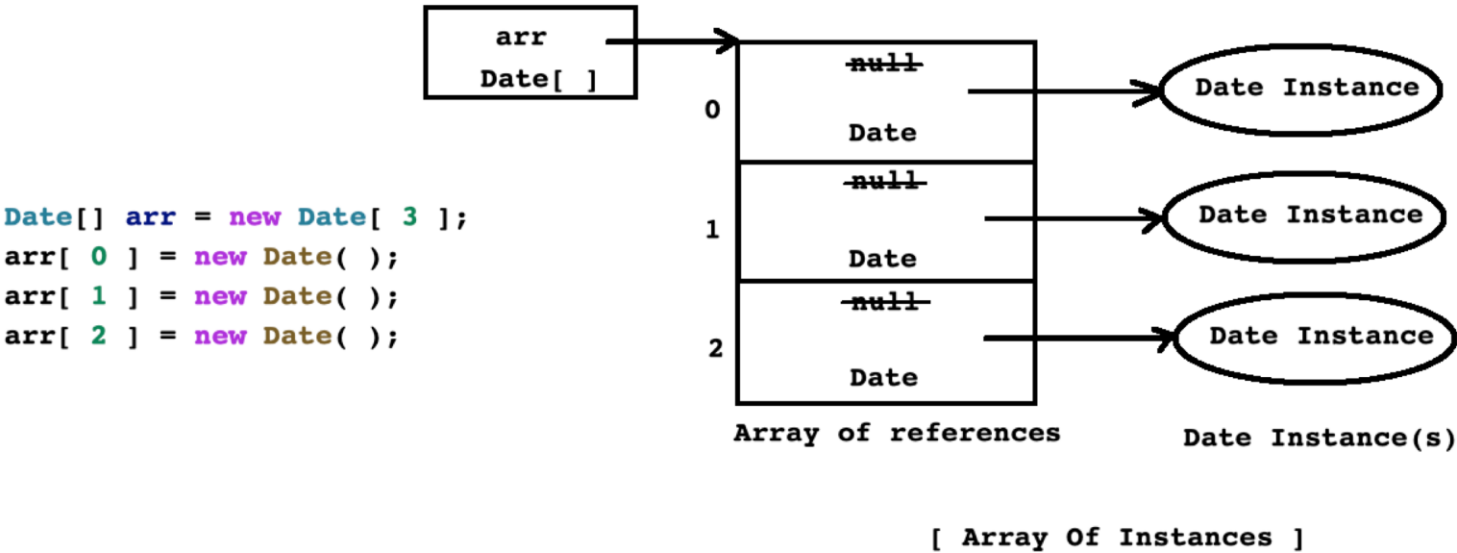 arr
Date[ ]
null
0
Date Instance
Date
null
Date[] arr = new Date[ 3 ];
1
Date Instance
arr[ 0 ] = new Date( );
Date
arr[ 1 ] = new Date( );
null
arr[ 2 ] = new Date( );
2
Date Instance
Date
Array of references
Date Instance(s)
[ Array Of Instances ]